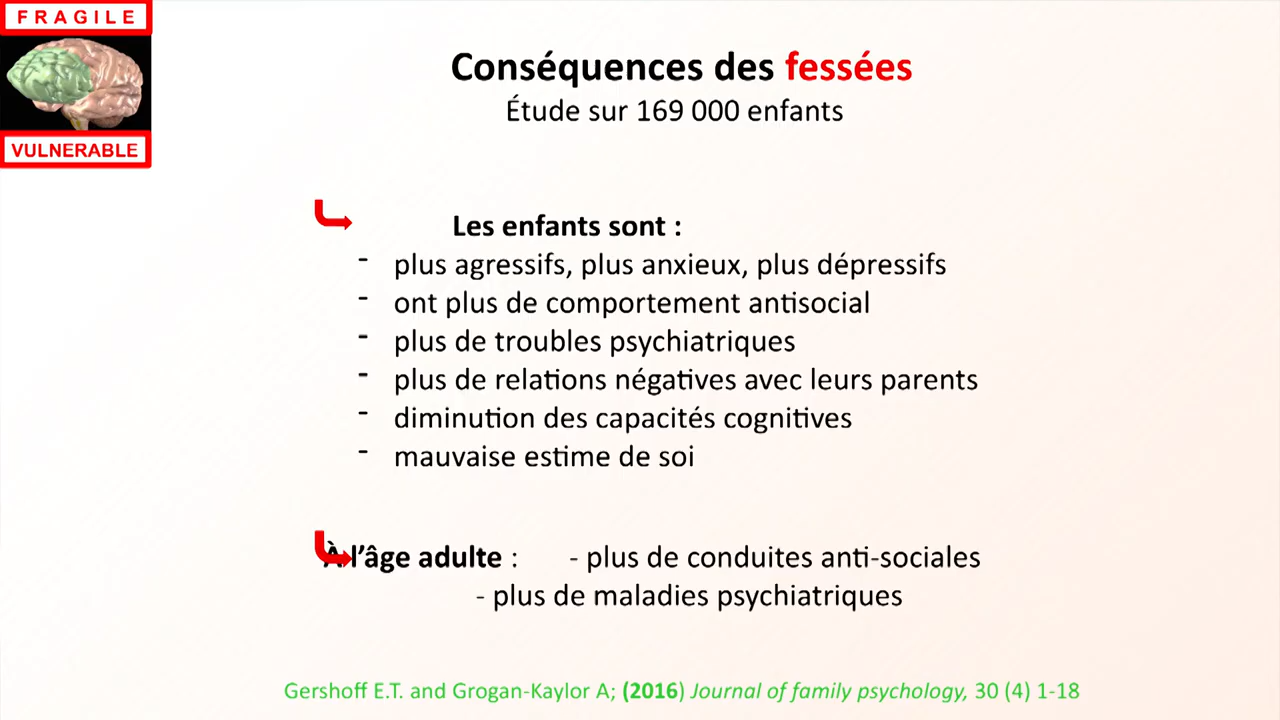 FRAGILE
VULNERABLE
Conséquences des fessées
Étude sur 169 000 enfants
Les enfants sont :
- plus agressifs, plus anxieux, plus dépressifs
- ont plus de comportement antisocial
- plus de troubles psychiatriques
- plus de relations négatives avec leurs parents
- diminution des capacités cognitives
- mauvaise estime de soi
À l’âge adulte : - plus de conduites anti-sociales
- plus de maladies psychiatriques
Gershoff E.T. and Grogan-Kaylor A; (2016) Journal of family psychology, 30 (4) 1-18